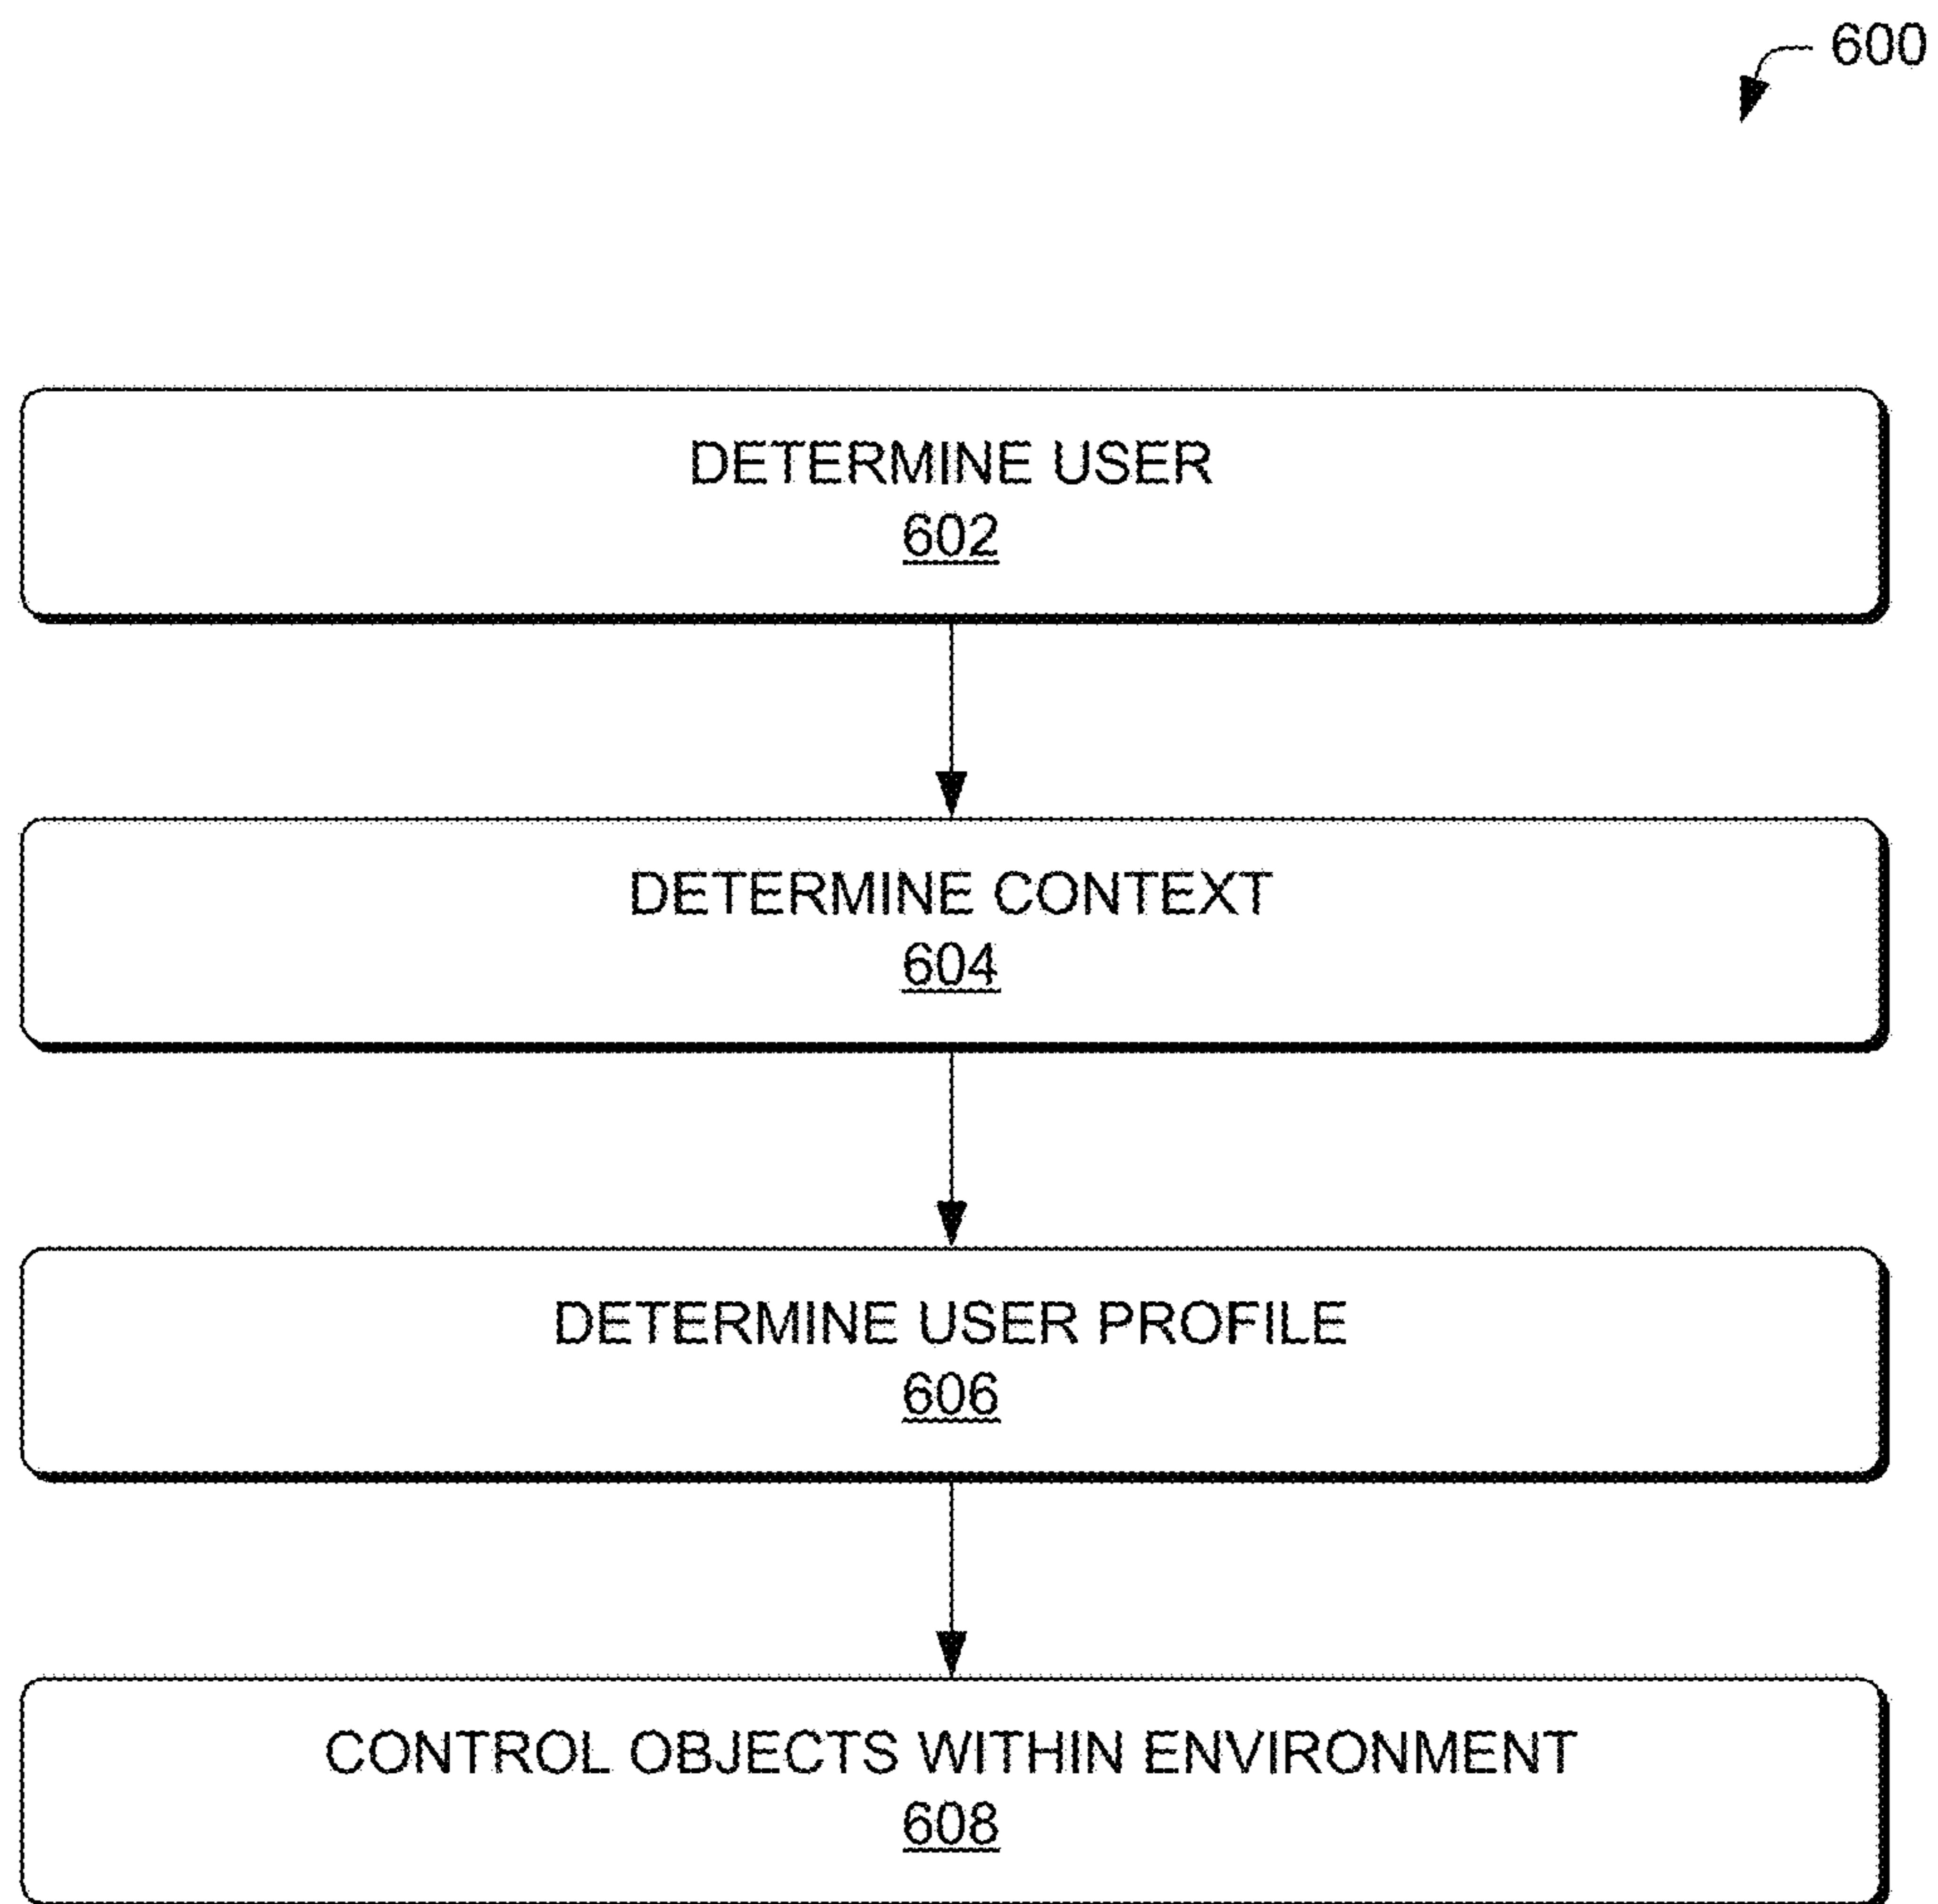 600
DETERMINE USER
602
DETERMINE CONTEXT
604
DETERMINE USER PROFILE
606
CONTROL OBJECTS WITHIN ENVIRONMENT
608